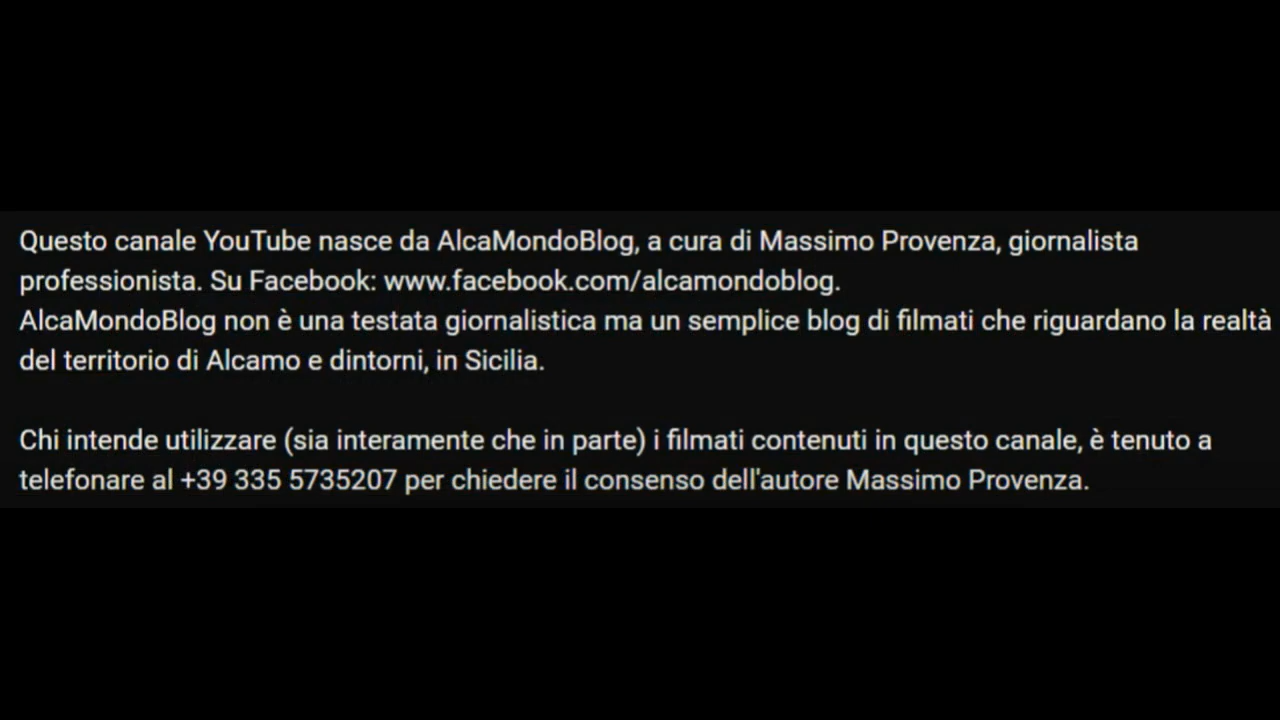 Questo canale YouTube nasce da AlcaMondoBlog, a cura di Massimo Provenza, giornalista
professionista. Su Facebook: www.facebook.com/alcamondoblog.
AlcaMondoBlog non è una testata giornalistica ma un semplice blog di filmati che riguardano la realtà
del territorio di Alcamo e dintorni, in Sicilia.
Chi intende utilizzare (sia interamente che in parte) i filmati contenuti in questo canale, è tenuto a
telefonare al +39 335 5735207 per chiedere il consenso dell'autore Massimo Provenza.